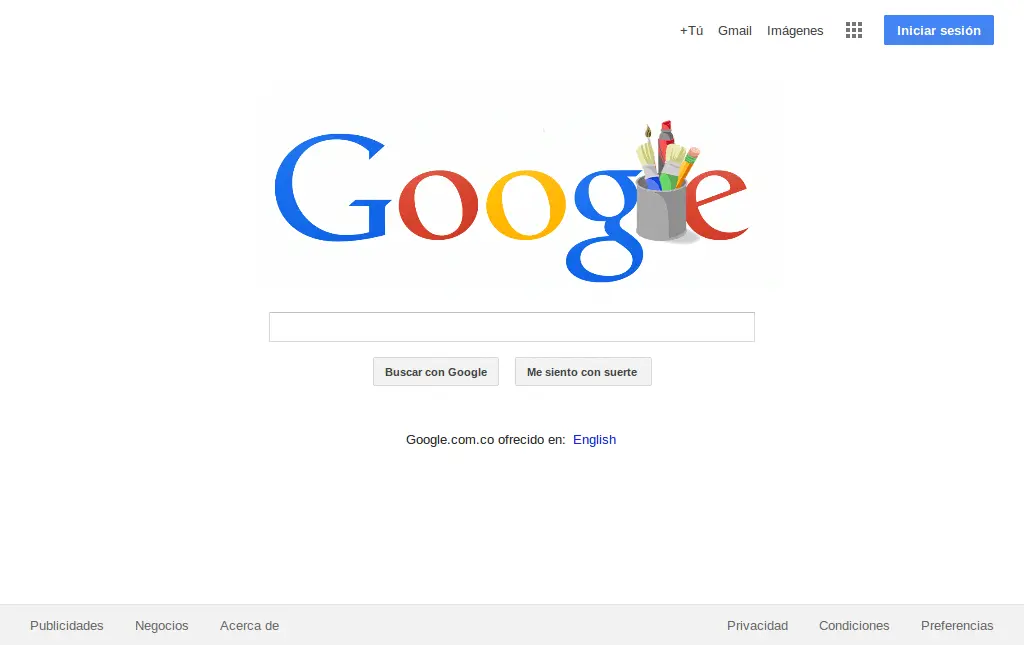 +Tú Gmail Imágenes Iniciar sesión
Google
Buscar con Google Me siento con suerte
Google.com.co ofrecido en: English
Publicidades Negocios Acerca de Privacidad Condiciones Preferencias